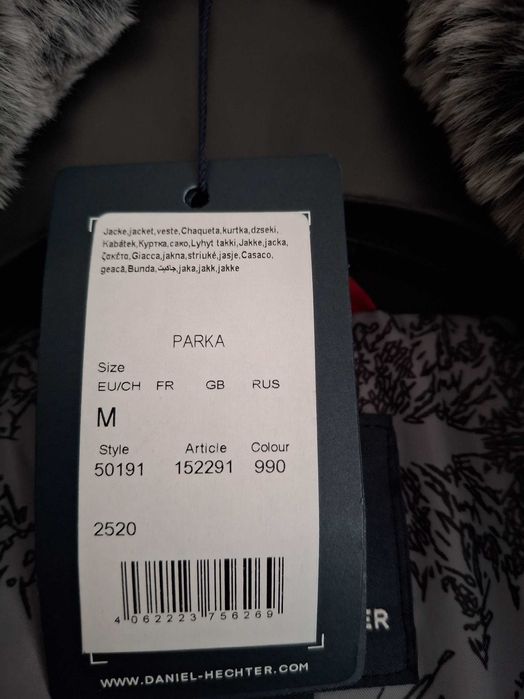 Jacke,jacket,veste,Chaqueta,kurtka,dzseki,
Kabátek,Куртка,сако,Lyhyt takki,Jakke,jacka,
ζακέτα,Giacca,jakna,striukė,jasje,Casaco,
geacă,Bunda,جاكيت,jaka,jakk,jakke
PARKA
Size
EU/CH FR GB RUS
M
Style Article Colour
50191 152291 990
2520
4 062223 756269
ER
WWW.DANIEL-HECHTER.COM